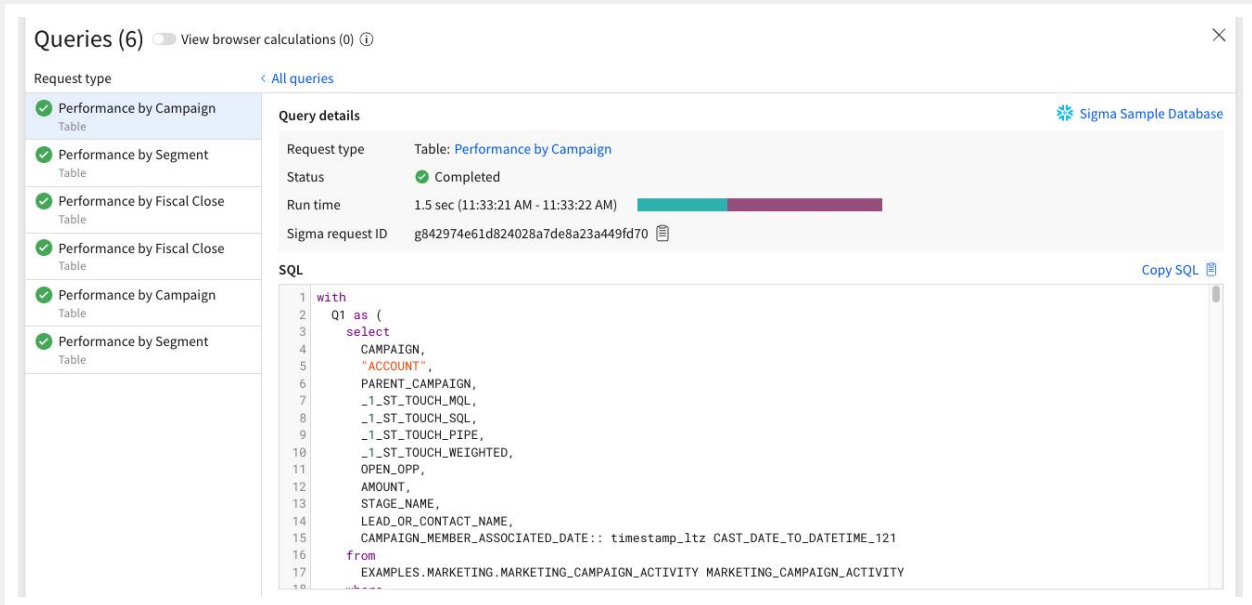 Queries (6) View browser calculations (0)
Request type
< All queries
Performance by Campaign
Table
Performance by Segment
Table
Performance by Fiscal Close
Table
Performance by Fiscal Close
Table
Performance by Campaign
Table
Performance by Segment
Table
Query details
Sigma Sample Database
Request type Table: Performance by Campaign
Status Completed
Run time 1.5 sec (11:33:21 AM - 11:33:22 AM)
Sigma request ID g842974e61d824028a7de8a23a449fd70
SQL
Copy SQL
1 with
2 Q1 as (
3 select
4 CAMPAIGN,
5 "ACCOUNT",
6 PARENT_CAMPAIGN,
7 _1_ST_TOUCH_MQL,
8 _1_ST_TOUCH_SQL,
9 _1_ST_TOUCH_PIPE,
10 _1_ST_TOUCH_WEIGHTED,
11 OPEN_OPP,
12 AMOUNT,
13 STAGE_NAME,
14 LEAD_OR_CONTACT_NAME,
15 CAMPAIGN_MEMBER_ASSOCIATED_DATE:: timestamp_ltz CAST_DATE_TO_DATETIME_121
16 from
17 EXAMPLES.MARKETING.MARKETING_CAMPAIGN_ACTIVITY MARKETING_CAMPAIGN_ACTIVITY
18 where